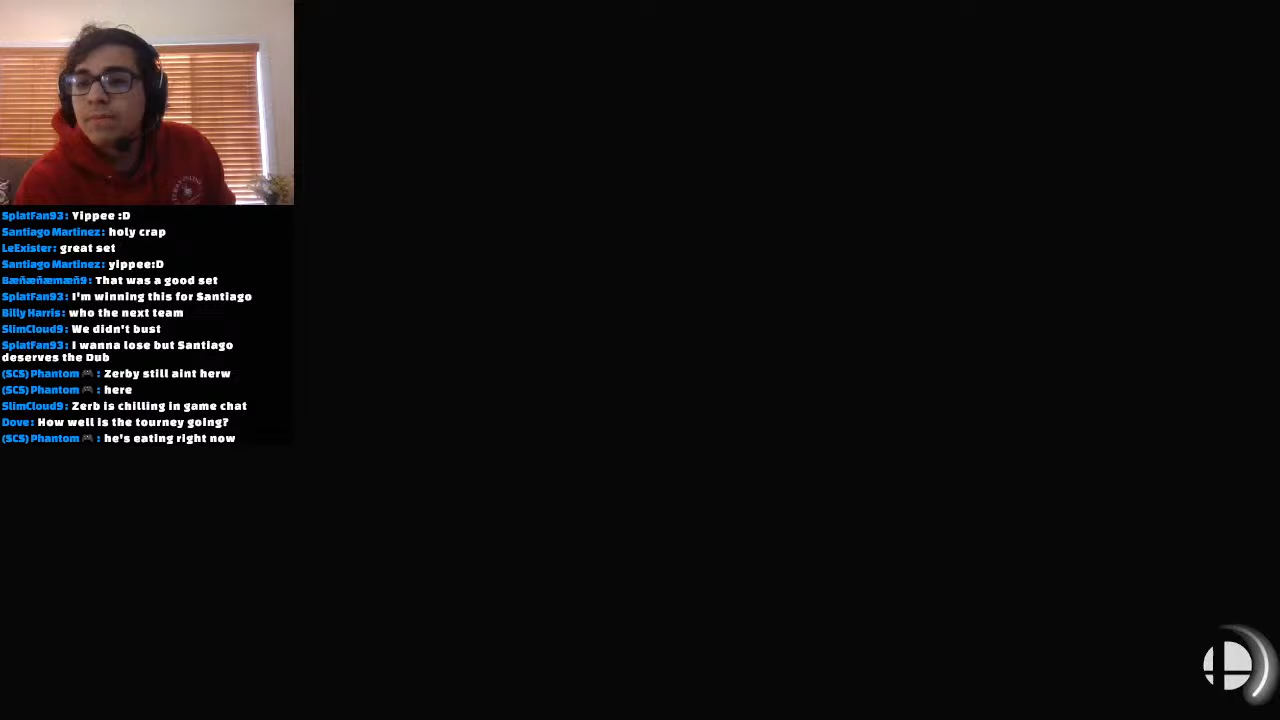 SplatFan93: Yippee :D
Santiago Martinez: holy crap
LeExister: great set
Santiago Martinez: yippee:D
Bæñæñæmæñ9: That was a good set
SplatFan93: I'm winning this for Santiago
Billy Harris: who the next team
SlimCloud9: We didn't bust
SplatFan93: I wanna lose but Santiago
deserves the Dub
(SCS) Phantom 🎮 : Zerby still aint herw
(SCS) Phantom 🎮 : here
SlimCloud9: Zerb is chilling in game chat
Dove: How well is the tourney going?
(SCS) Phantom 🎮 : he's eating right now